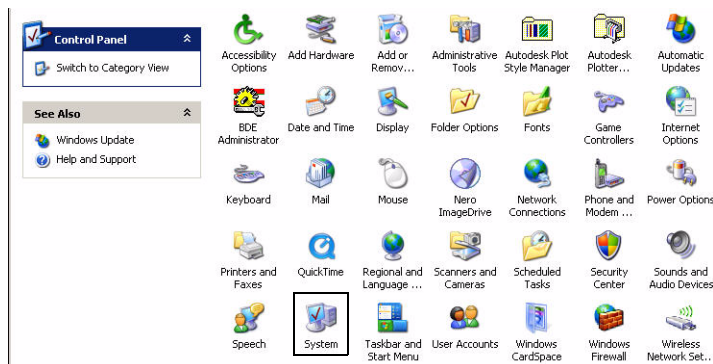 Control Panel
Switch to Category View
See Also
Windows Update
Help and Support
Accessibility Options
Add Hardware
Add or Remov...
Administrative Tools
Autodesk Plot Style Manager
Autodesk Plotter...
Automatic Updates
BDE Administrator
Date and Time
Display
Folder Options
Fonts
Game Controllers
Internet Options
Keyboard
Mail
Mouse
Nero ImageDrive
Network Connections
Phone and Modem ...
Power Options
Printers and Faxes
QuickTime
Regional and Language ...
Scanners and Cameras
Scheduled Tasks
Security Center
Sounds and Audio Devices
Speech
System
Taskbar and Start Menu
User Accounts
Windows CardSpace
Windows Firewall
Wireless Network Set...